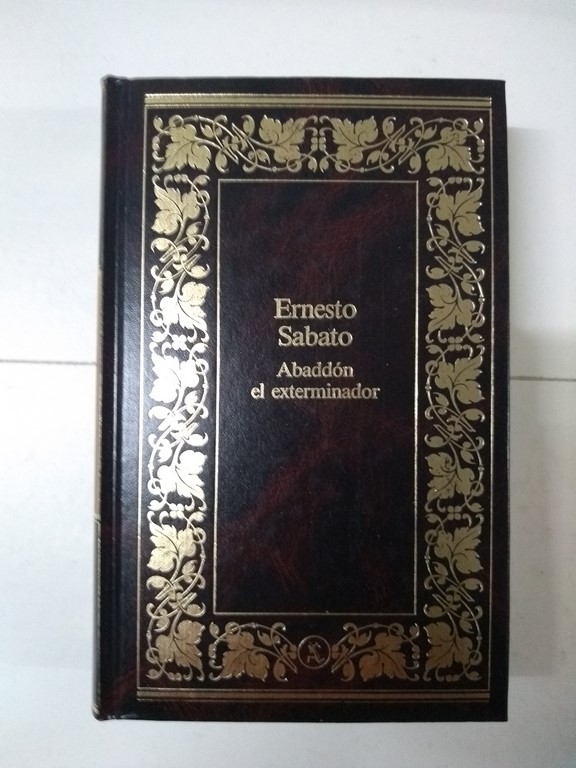 Ernesto
Sabato
Abaddón
el exterminador